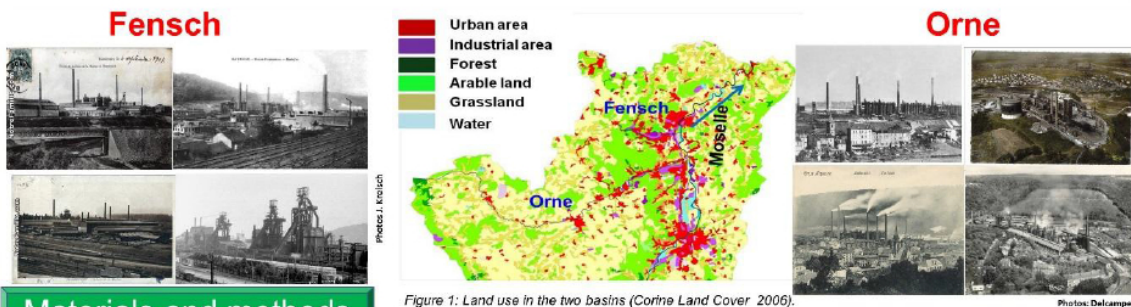 Fensch
Orne
Urban area
Industrial area
Forest
Arable land
Grassland
Water
Fensch
Moselle
Orne
Photos J. Kroisch
Materials and methods
Figure 1: Land use in the two basins (Corine Land Cover 2006).
Photos: Delcampe